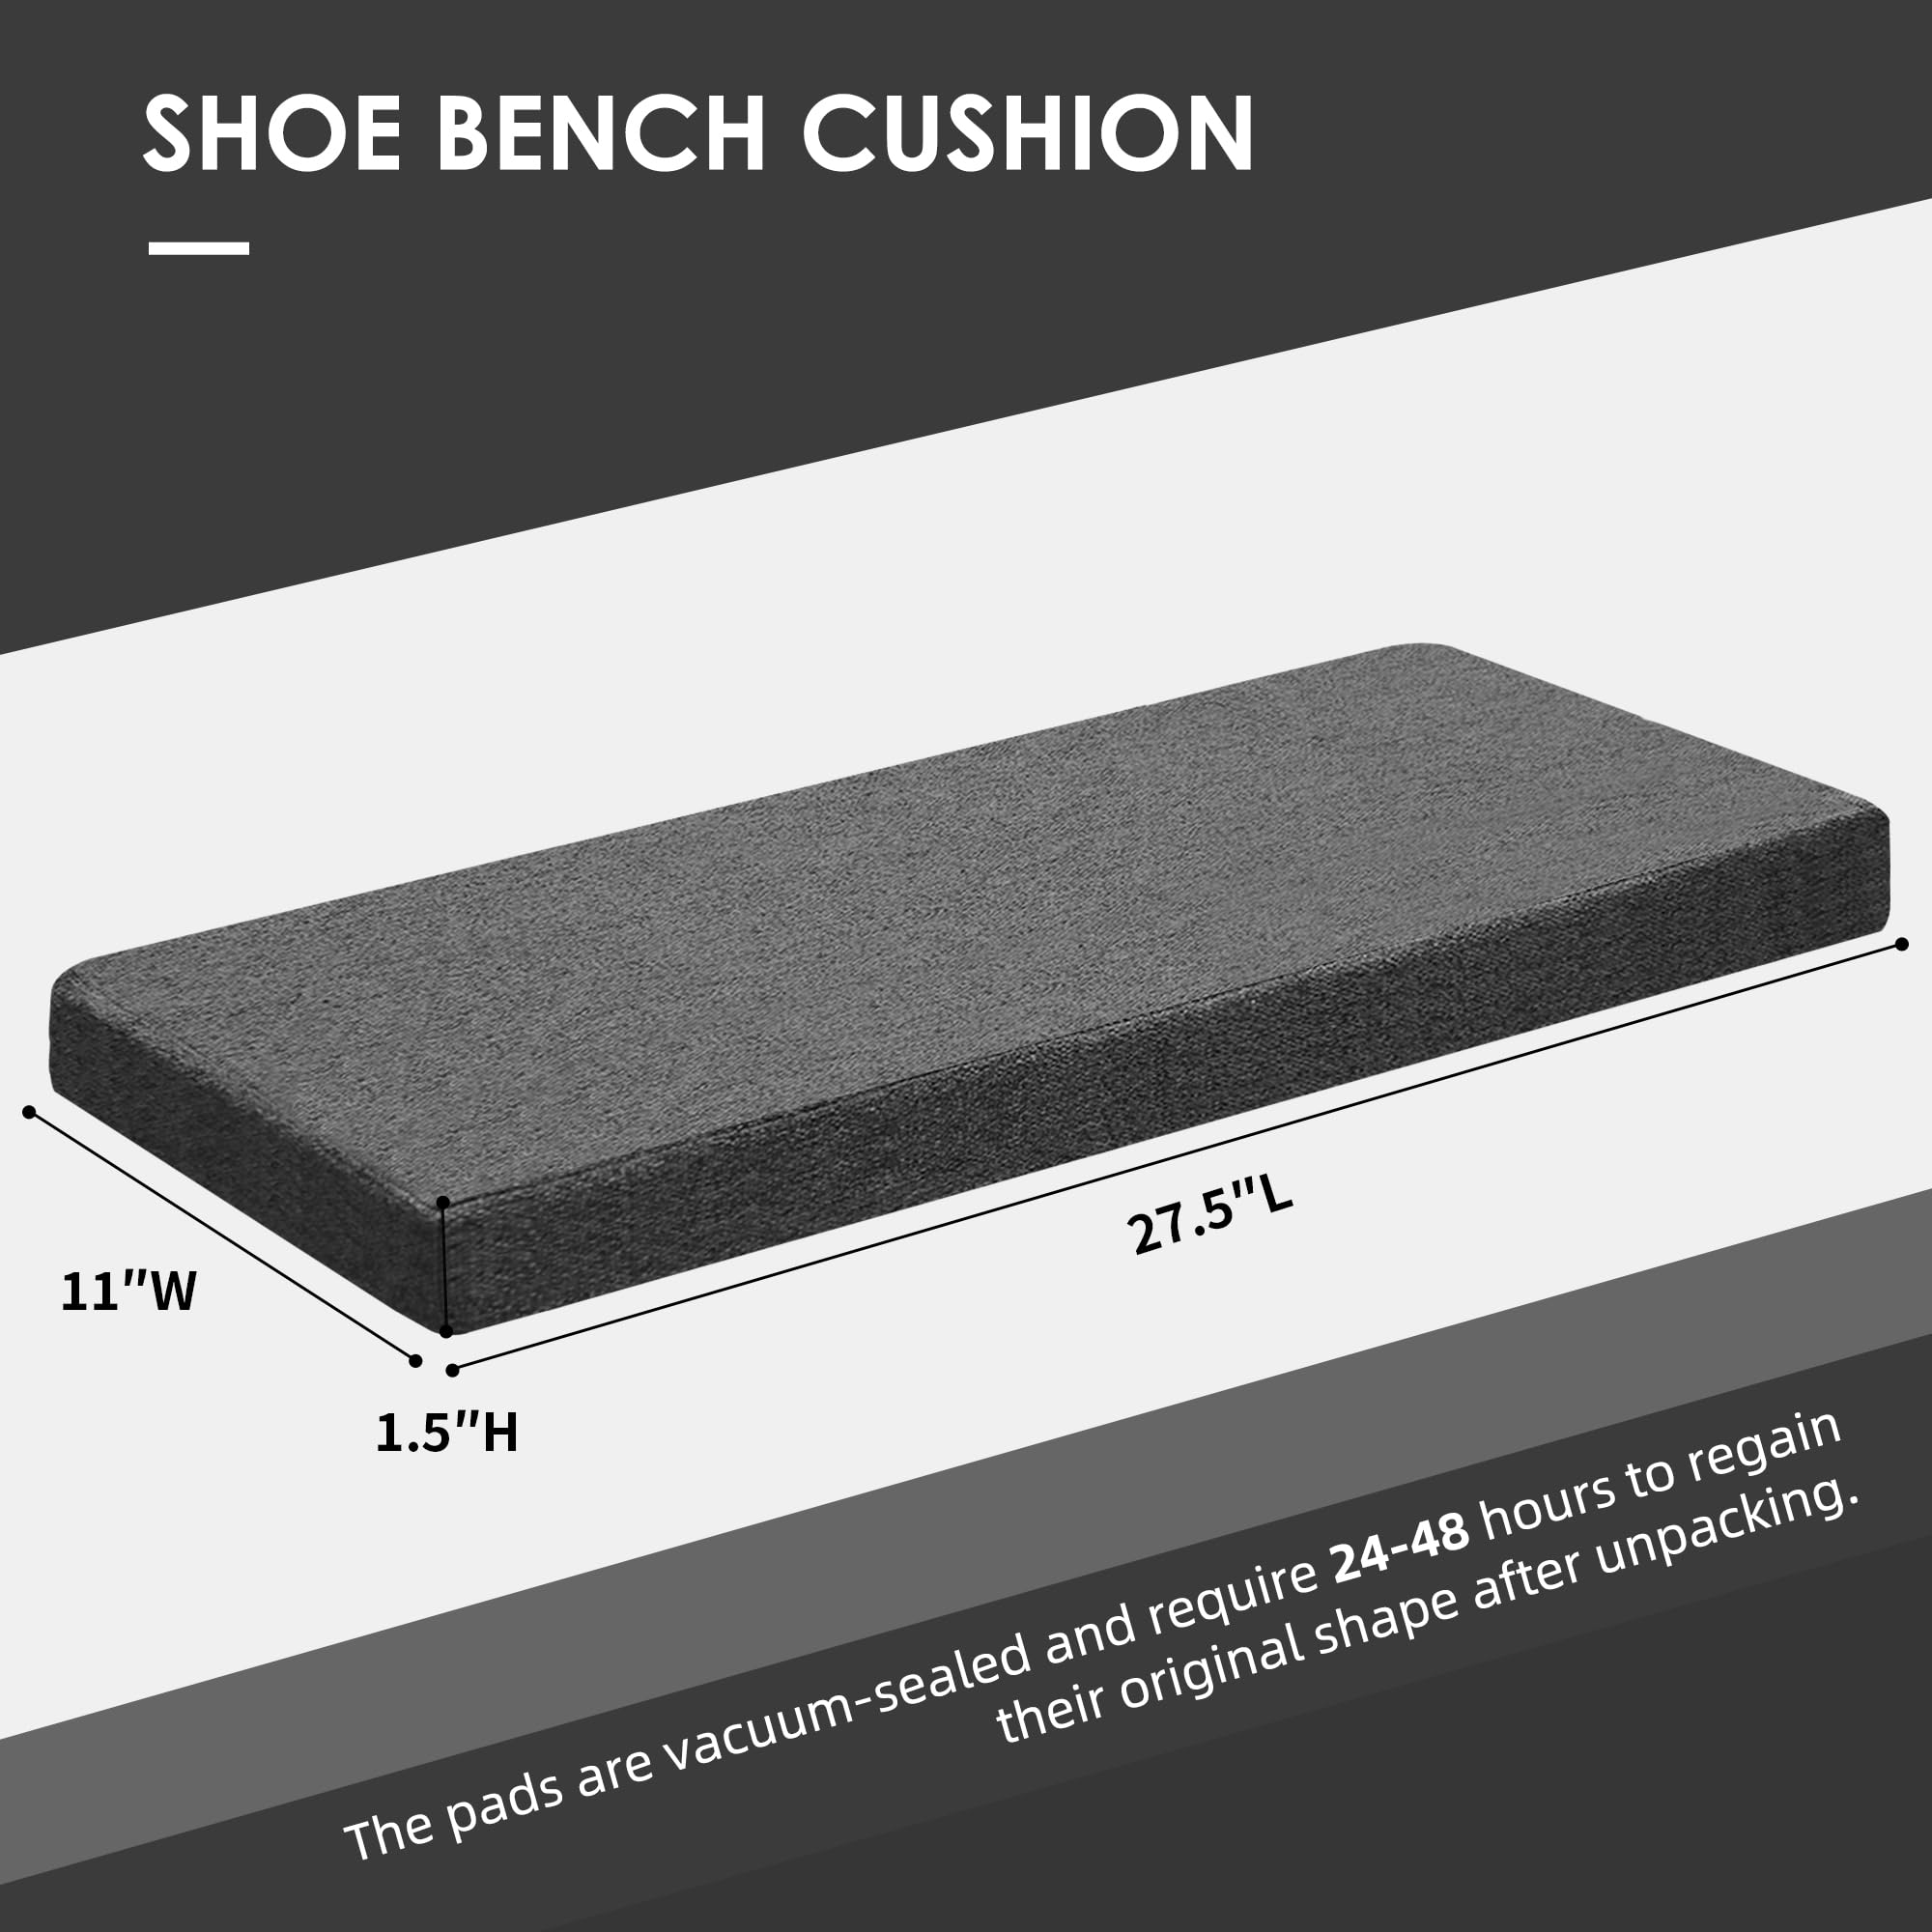 SHOE BENCH CUSHION
27.5"L
11"W
1.5"H
The pads are vacuum-sealed and require 24-48 hours to regain
their original shape after unpacking.